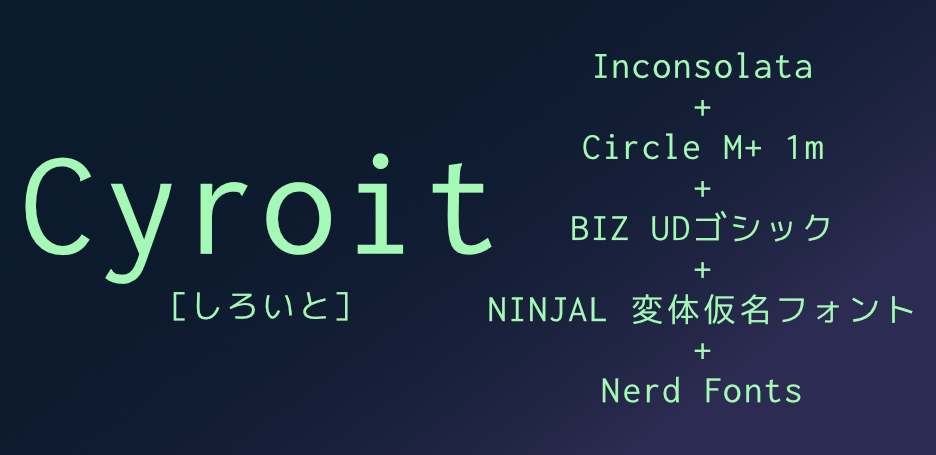 Cyroit
[しろいと]
Inconsolata
+
Circle M+ 1m
+
BIZ UDゴシック
+
NINJAL 変体仮名フォント
+
Nerd Fonts